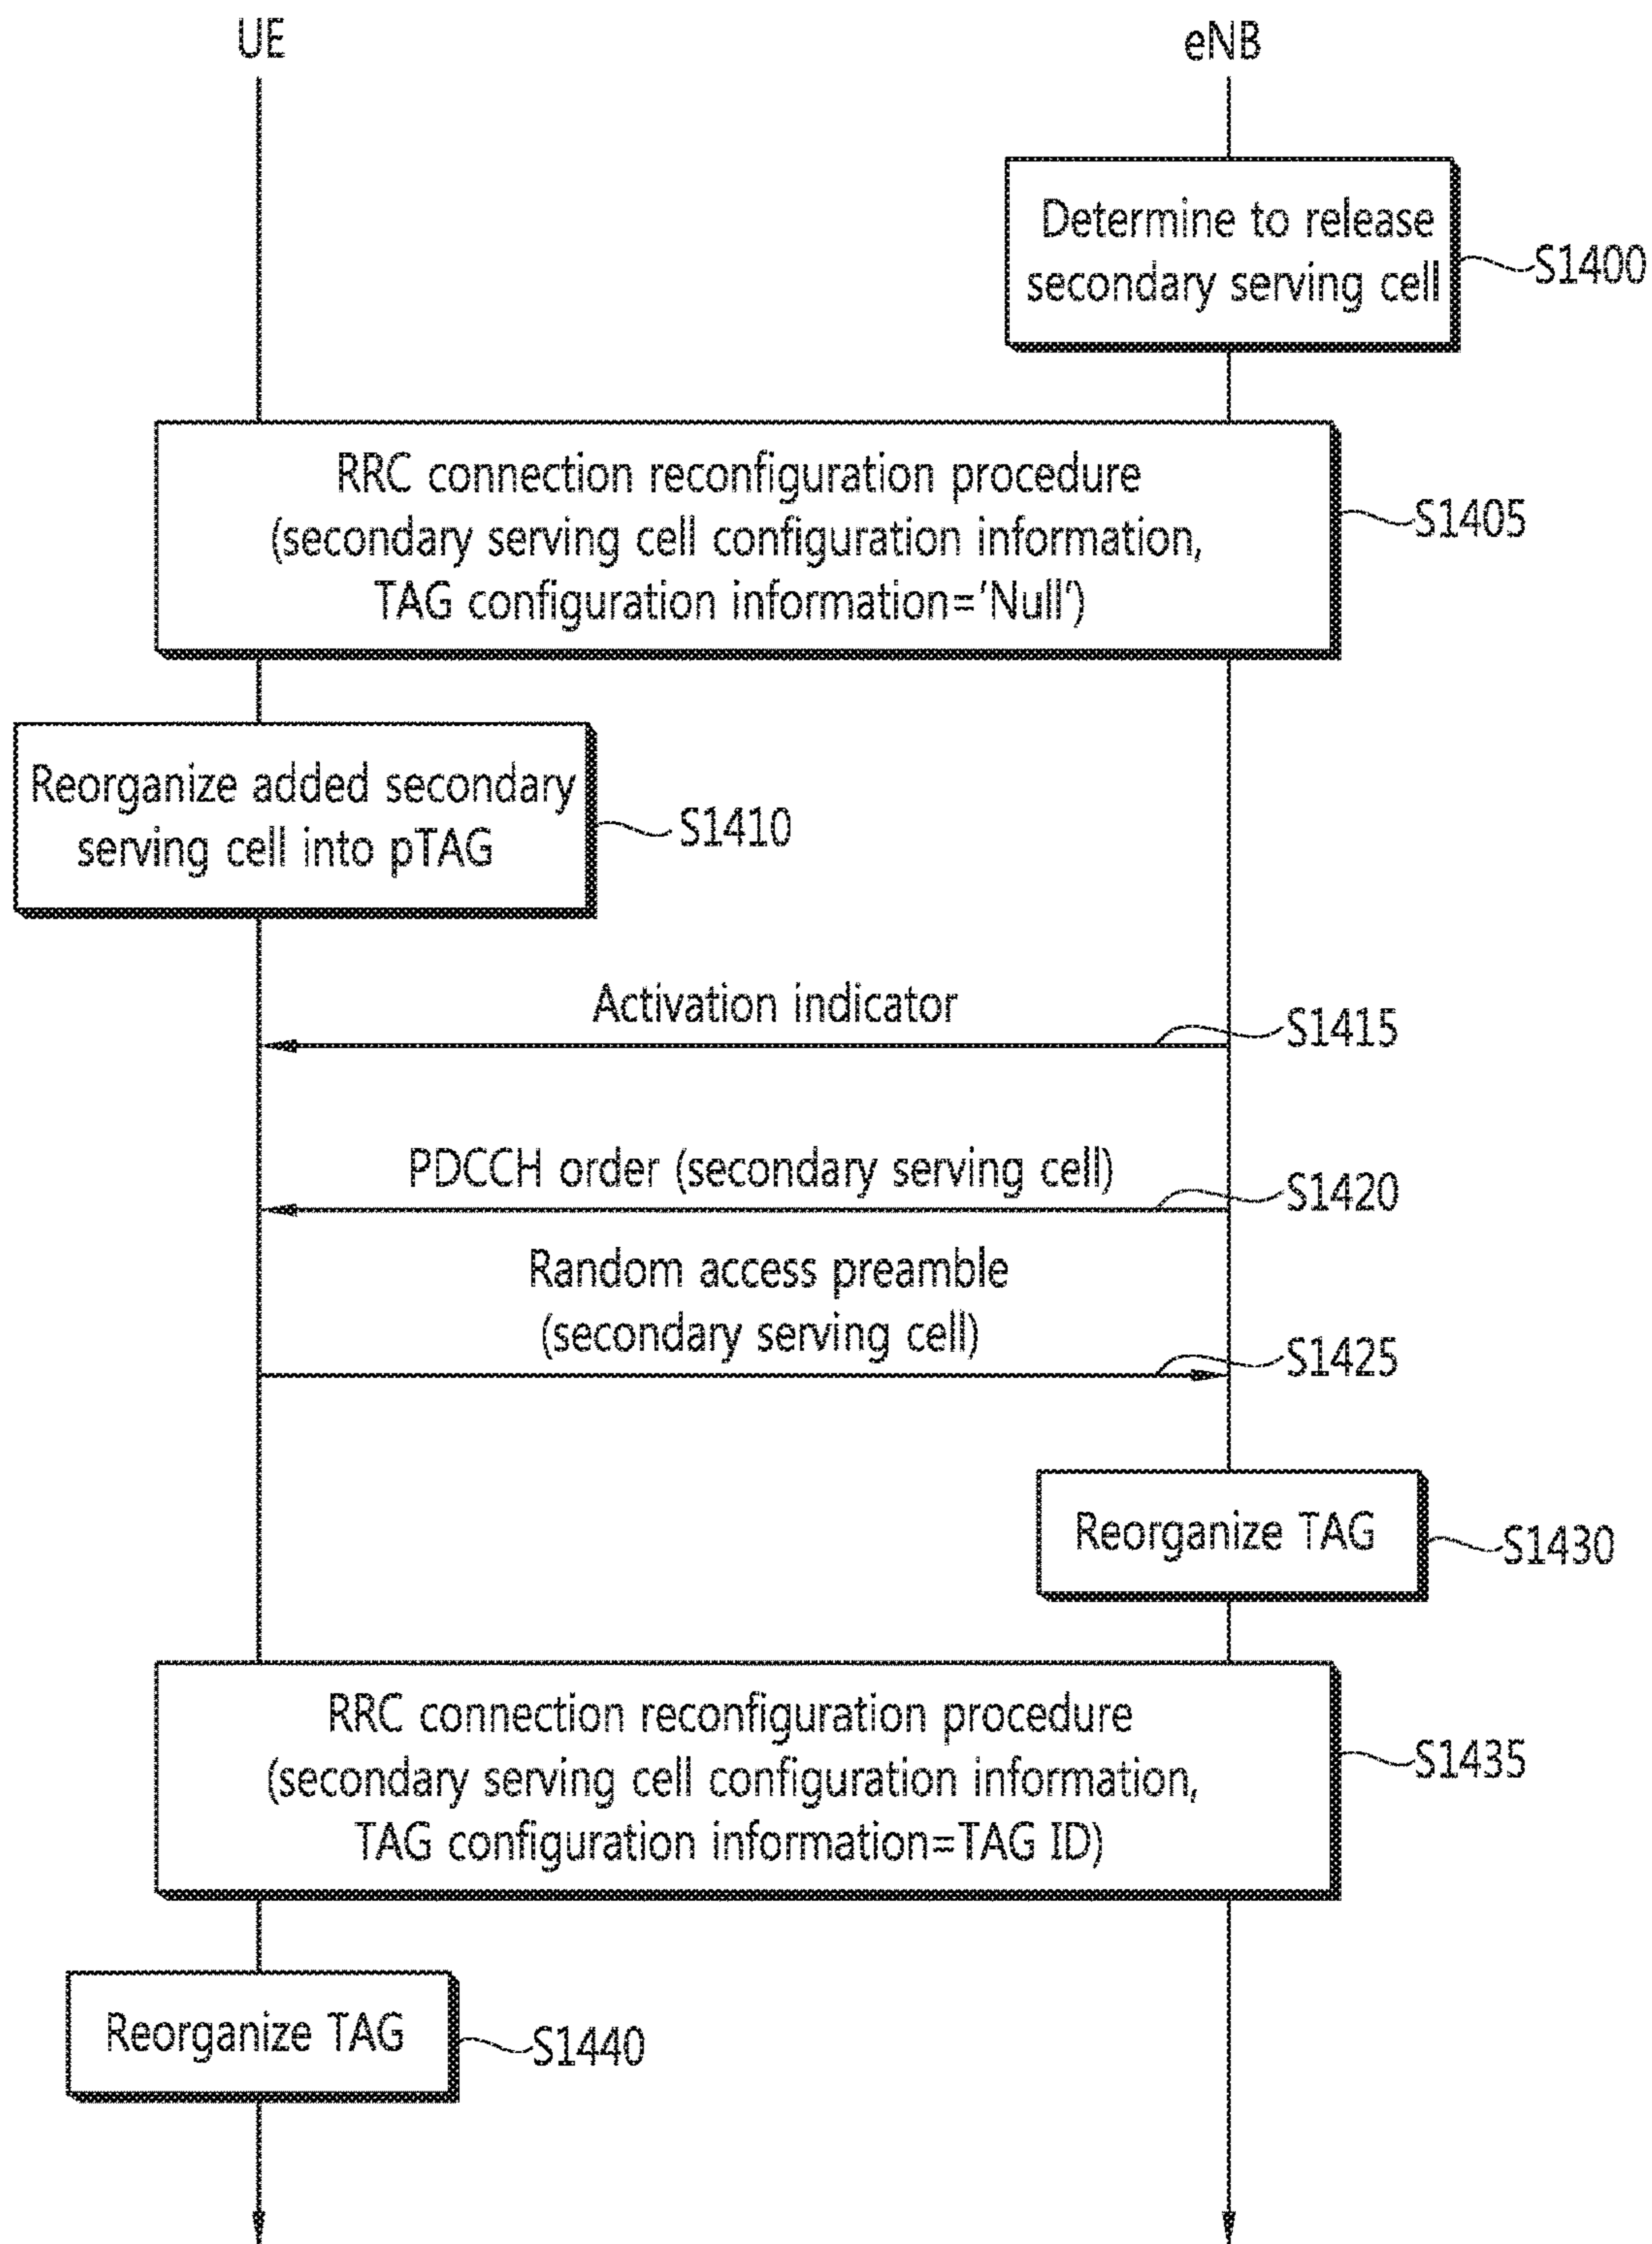 UE
eNB
Determine to release
secondary serving cell
S1400
RRC connection reconfiguration procedure
(secondary serving cell configuration information,
TAG configuration information='Null')
S1405
Reorganize added secondary
serving cell into pTAG
S1410
Activation indicator
S1415
PDCCH order (secondary serving cell)
S1420
Random access preamble
(secondary serving cell)
S1425
Reorganize TAG
S1430
RRC connection reconfiguration procedure
(secondary serving cell configuration information,
TAG configuration information=TAG ID)
S1435
Reorganize TAG
S1440